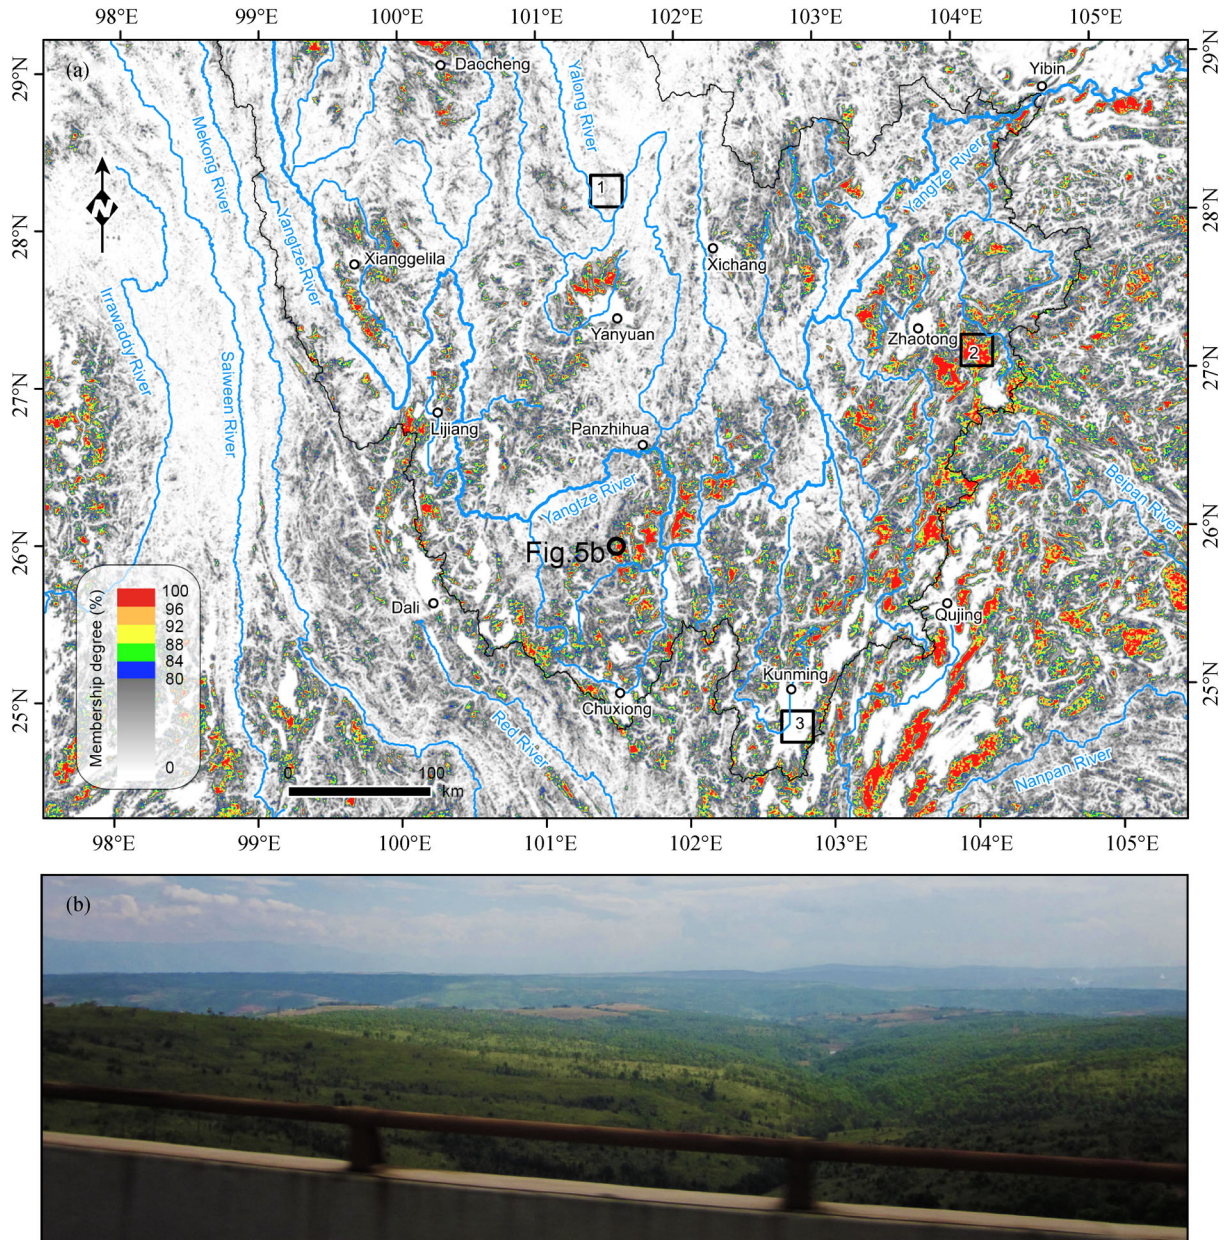 98°E 99°E 100°E 101°E 102°E 103°E 104°E 105°E
(a)
29°N
29°N
Daocheng
Yibin
Yalong River
Mekong River
1
Yangtze River
28°N
28°N
N
Yangtze River
Xianggelila
Xichang
Irrawaddy River
Yanyuan
Zhaotong
2
Salween River
27°N
27°N
Lijiang
Panzhihua
Beipan River
Yangtze River
26°N
26°N
Fig.5b
Membership degree (%)
100
96
92
88
84
80
0
Dali
Qujing
Kunming
25°N
25°N
Chuxiong
3
Red River
Nanpan River
0 100
km
98°E 99°E 100°E 101°E 102°E 103°E 104°E 105°E
(b)